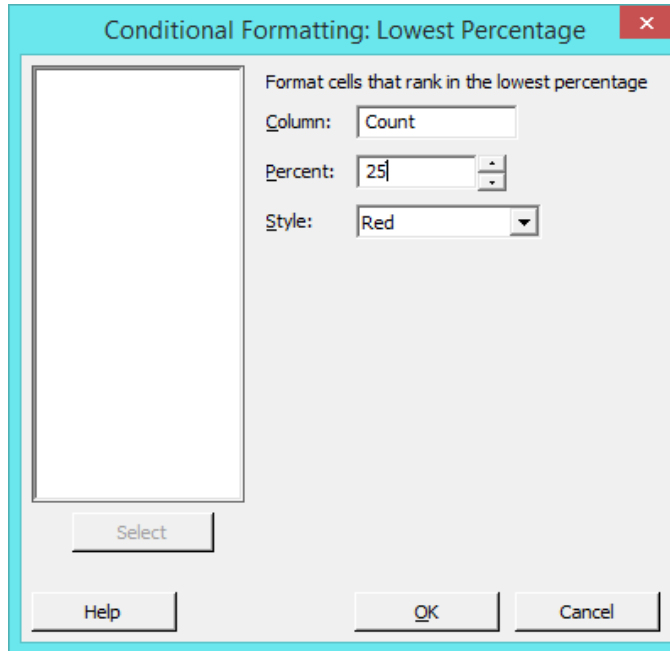 Conditional Formatting: Lowest Percentage
×
Format cells that rank in the lowest percentage
Column: Count
Percent: 25
Style: Red
Select
Help OK Cancel